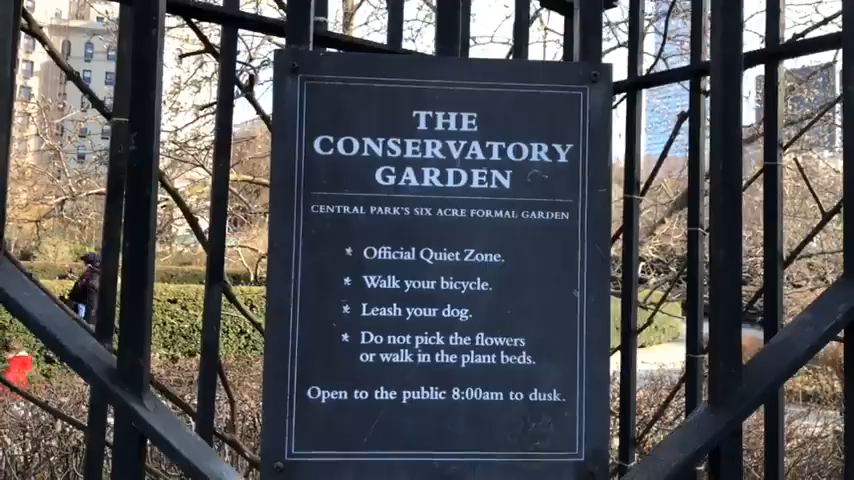 THE
CONSERVATORY
GARDEN
CENTRAL PARK'S SIX ACRE FORMAL GARDEN
* Official Quiet Zone.
* Walk your bicycle.
* Leash your dog.
* Do not pick the flowers
or walk in the plant beds.
Open to the public 8:00am to dusk.